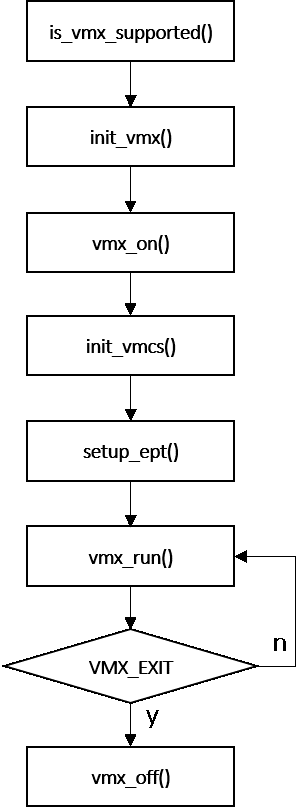 is_vmx_supported()
init_vmx()
vmx_on()
init_vmcs()
setup_ept()
vmx_run()
n
VMX_EXIT
y
vmx_off()